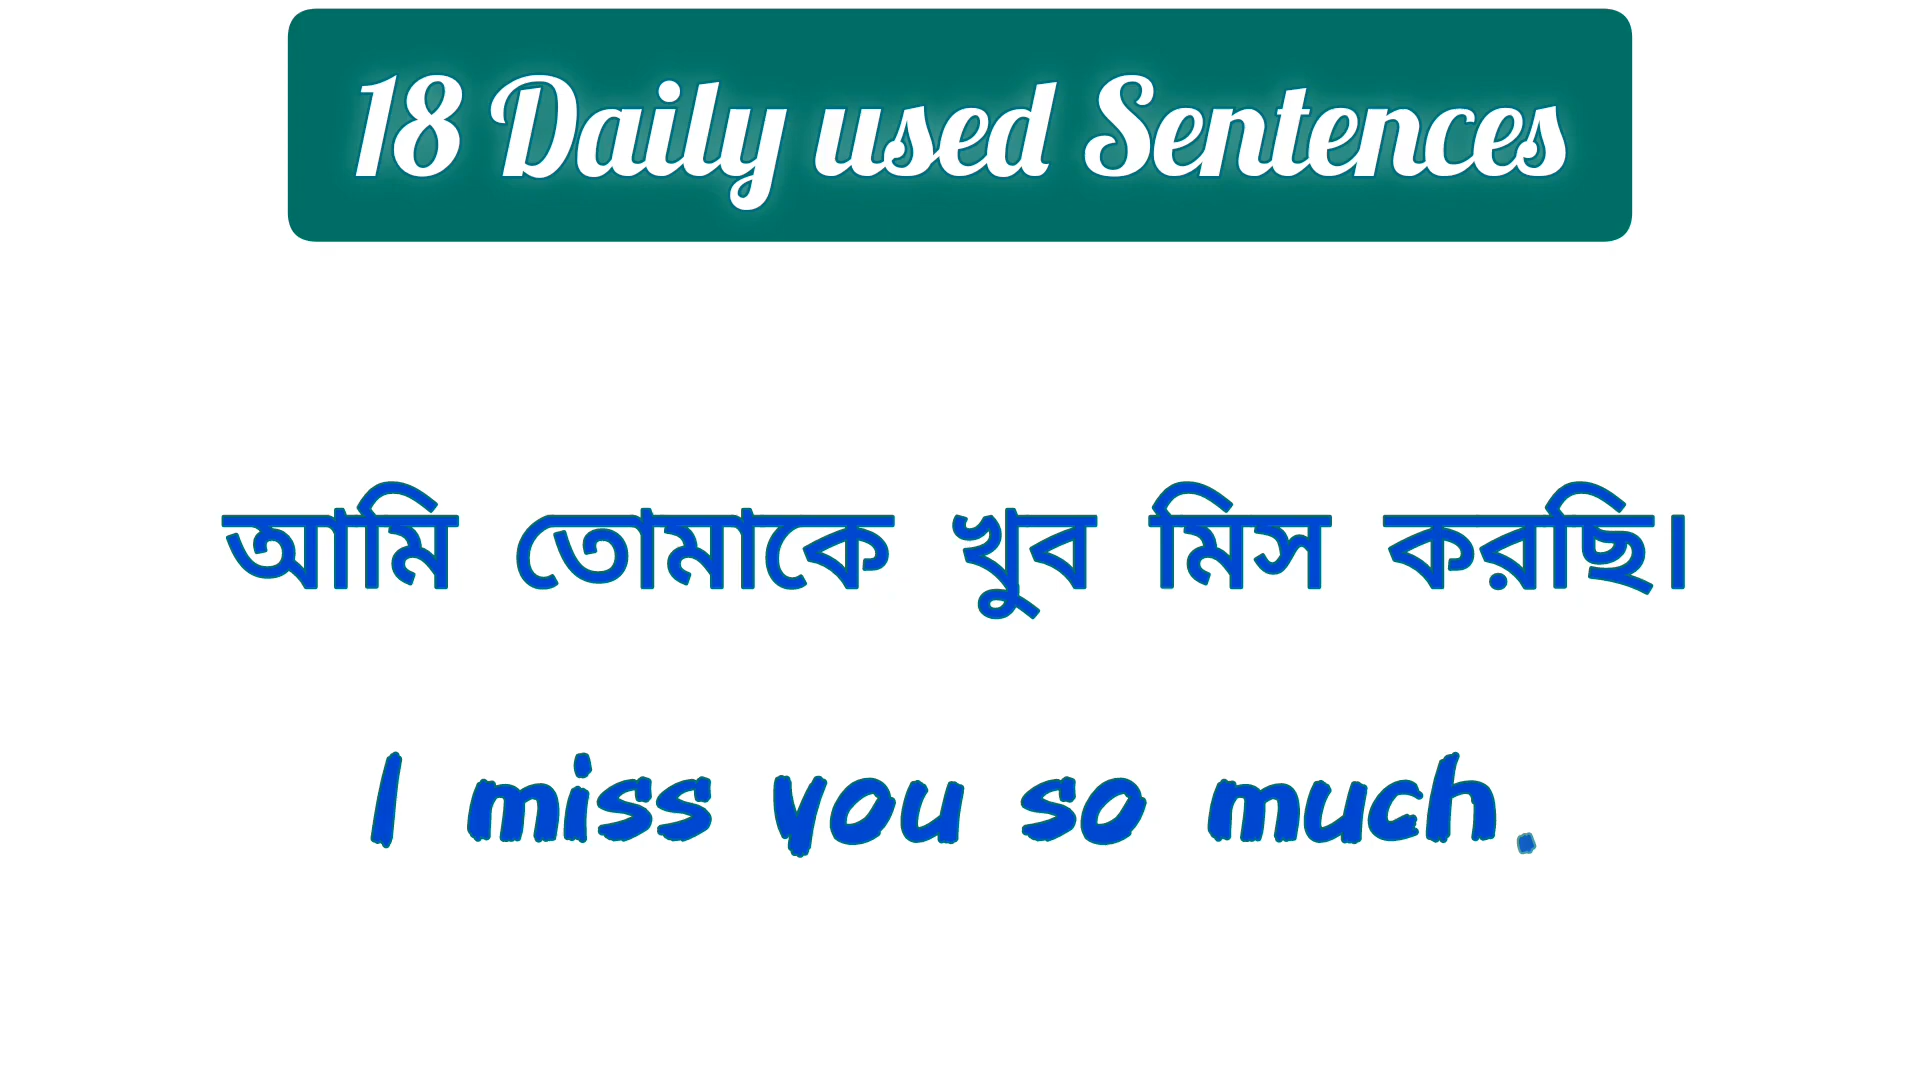 18 Daily used Sentences
আমি তোমাকে খুব মিস করছি।
I miss you so much.